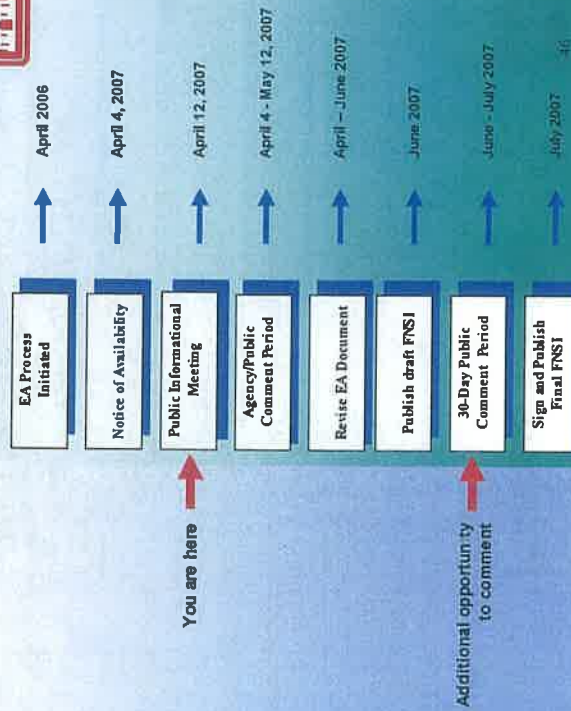 EA Process
Initiated
April 2006
Notice of Availability
April 4, 2007
You are here
Public Informational
Meeting
April 12, 2007
Agency/Public
Comment Period
April 4 - May 12, 2007
Revise EA Document
April – June 2007
Publish draft FNSI
June 2007
Additional opportunity
to comment
30-Day Public
Comment Period
June - July 2007
Sign and Publish
Final FNSI
July 2007
46